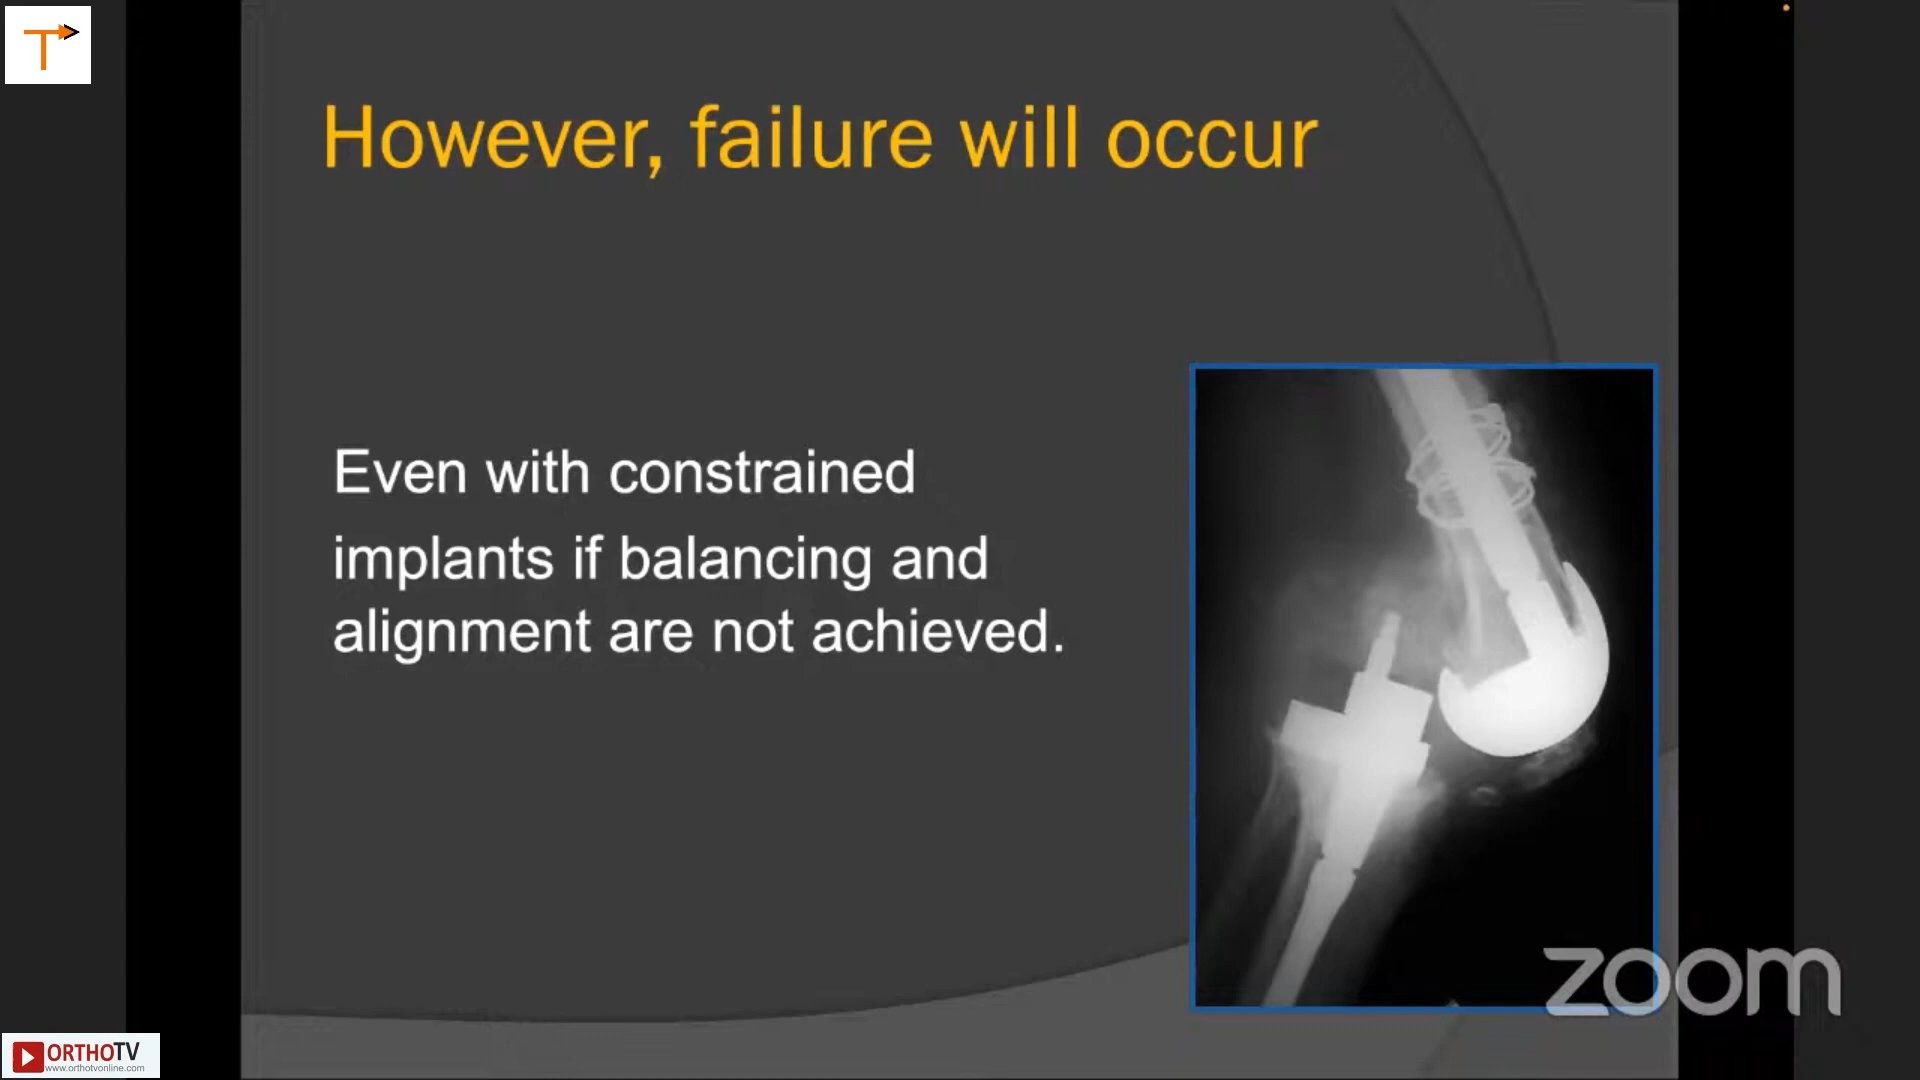 T
However, failure will occur
Even with constrained
implants if balancing and
alignment are not achieved.
zoom
ORTHOTV
www.orthotvonline.com